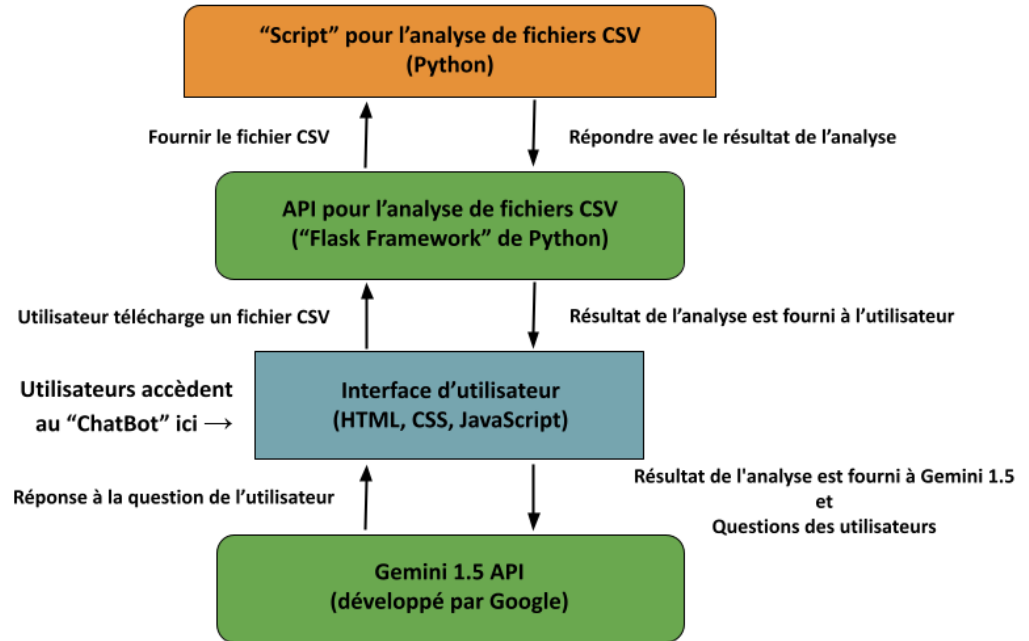 “Script” pour l’analyse de fichiers CSV
(Python)
Fournir le fichier CSV
Répondre avec le résultat de l’analyse
API pour l’analyse de fichiers CSV
(“Flask Framework” de Python)
Utilisateur télécharge un fichier CSV
Résultat de l’analyse est fourni à l’utilisateur
Utilisateurs accèdent
au “ChatBot” ici →
Interface d’utilisateur
(HTML, CSS, JavaScript)
Réponse à la question de l’utilisateur
Résultat de l'analyse est fourni à Gemini 1.5
et
Questions des utilisateurs
Gemini 1.5 API
(développé par Google)